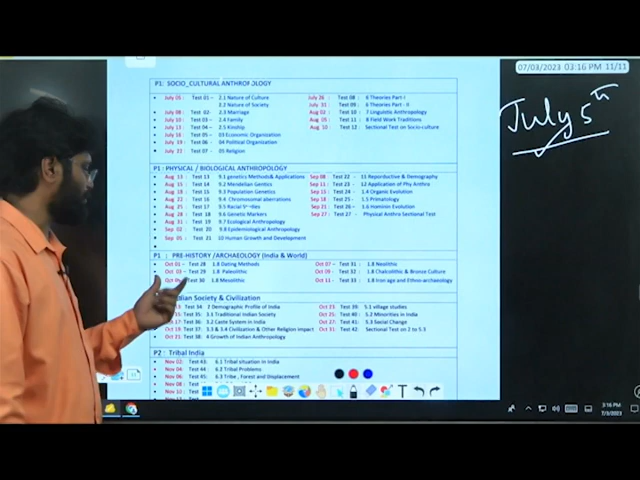 07/03/2023 03:16 PM 11/11
July 5th
P1: SOCIO_CULTURAL ANTHROPOLOGY
July 05 : Test 01 – 2.1 Nature of Culture
2.2 Nature of Society
July 08 : Test 02- 2.3 Marriage
July 10 : Test 03 – 2.4 Family
July 13 : Test 04 – 2.5 Kinship
July 16 : Test 05 – 03 Economic Organization
July 19 : Test 06 – 04 Political Organization
July 22 : Test 07 - 05 Religion
July 26 : Test 08 : 6 Theories Part-I
July 31 : Test 09 : 6 Theories Part - II
Aug 02 : Test 10 : 7 Linguistic Anthropology
Aug 05 : Test 11 : 8 Field Work Traditions
Aug 10 : Test 12 : Sectional Test on Socio-culture
P1: PHYSICAL / BIOLOGICAL ANTHROPOLOGY
Aug 13 : Test 13 9.1 genetics Methods & Applications
Aug 15 : Test 14 9.2 Mendelian Gentics
Aug 19 : Test 15 9.3 Population Genetics
Aug 22 : Test 16 9.4 Chromosomal aberrations
Aug 25 : Test 17 9.5 Racial
Aug 28 : Test 18 9.6 Genetic Markers
Aug 31 : Test 19 9.7 Ecological Anthropology
Sep 02 : Test 20 9.8 Epidemiological Anthropology
Sep 05 : Test 21 10 Human Growth and Development
Sep 08 : Test 22 – 11 Reporductive & Demography
Sep 11 : Test 23 – 12 Application of Phy Anthro
Sep 15 : Test 24 – 1.4 Organic Evolution
Sep 18 : Test 25 – 1.5 Primatology
Sep 21 : Test 26 – 1.6 Hominin Evolution
Sep 27 : Test 27 – Physical Anthro Sectional Test
P1 : PRE-HISTORY /ARCHAEOLOGY (India & World)
Oct 01 – Test 28 1.8 Dating Methods
Oct 03 – Test 29 1.8 Paleolithic
Test 30 1.8 Mesolithic
Oct 07 – Test 31 : 1.8 Neolithic
Oct 09 - Test 32 : 1.8 Chalcolithic & Bronze Culture
Oct 11 - Test 33 : 1.8 Iron age and Ethno-archaeology
Society & Civilization
Test 34: 7 Demographic Profile of India
Test 35: 1.1 Traditional Indian Society
Oct 17: Test 36: 3.2 Caste System in India
Oct 19: Test 37: 3.3 & 3.4 Civilization & Other Religion Impact
Oct 21: Test 38: 4 Growth of Indian Anthropology
Oct 23: Test 39: 5.1 village studies
Oct 25: Test 40: 5.2 Minorities in India
Oct 27: Test 41: 5.3 Social Change
Oct 31: Test 42: Sectional Test on 2 to 5.3
P2 : Tribal India
Nov 02: Test 43: 6.1 Tribal situation in India
Nov 04: Test 44 : 6.2 Tribal Problems
Nov 06: Test 45: 6.3 Tribe , Forest and Displacement
Nov 08 : Test
3:16 PM
7/3/2023